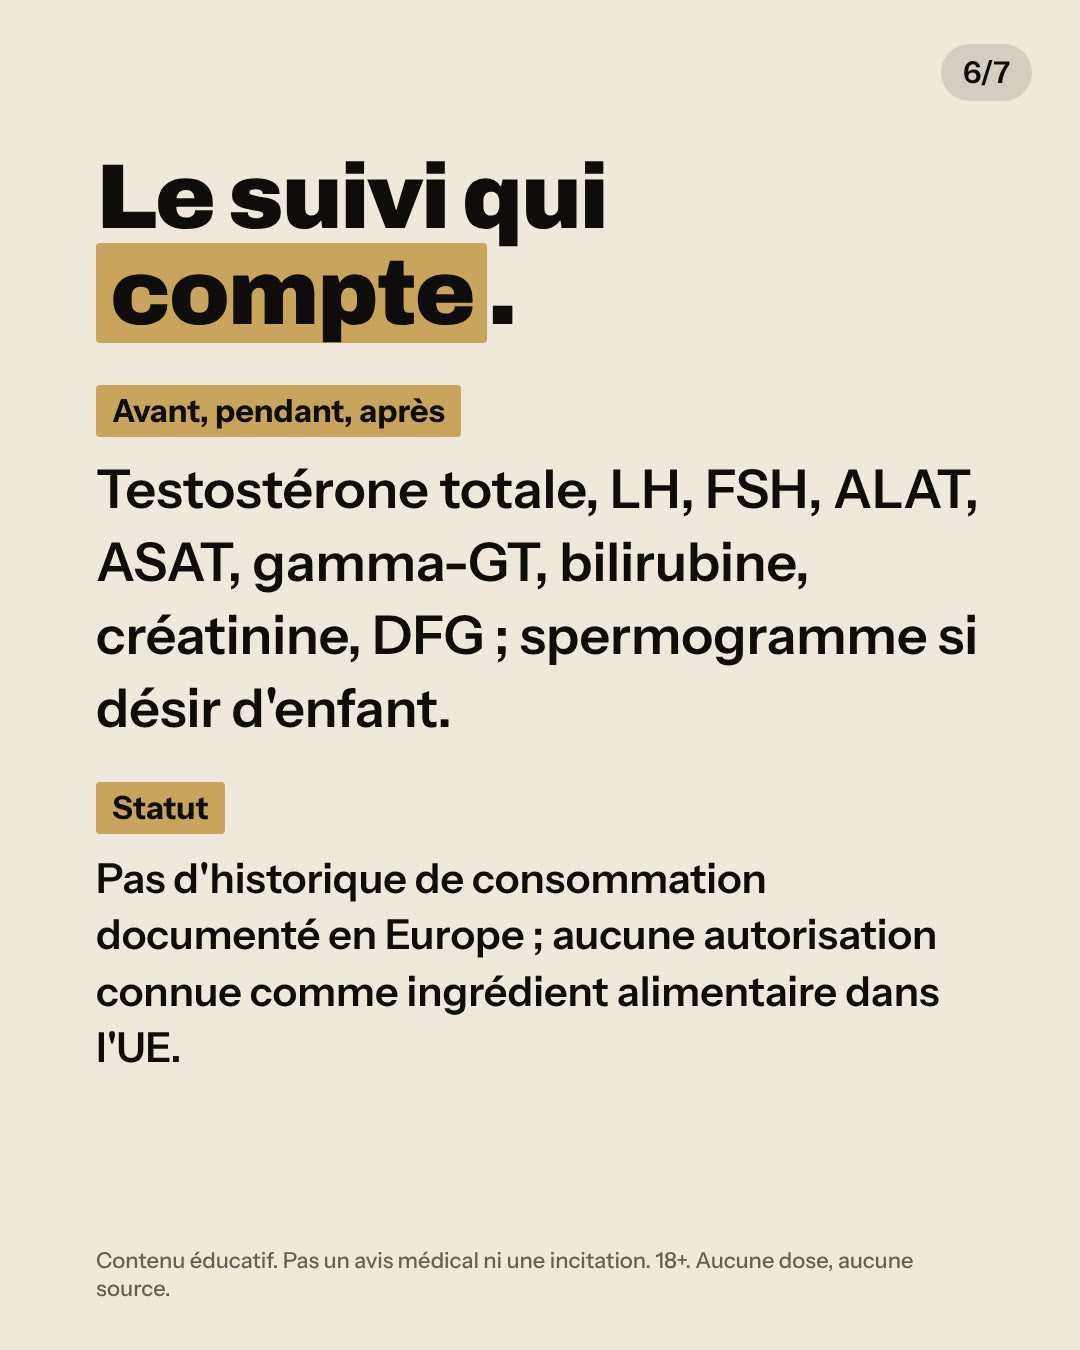 6/7
Le suivi qui
compte.
Avant, pendant, après
Testostérone totale, LH, FSH, ALAT,
ASAT, gamma-GT, bilirubine,
créatinine, DFG ; spermogramme si
désir d'enfant.
Statut
Pas d'historique de consommation
documenté en Europe ; aucune autorisation
connue comme ingrédient alimentaire dans
l'UE.
Contenu éducatif. Pas un avis médical ni une incitation. 18+. Aucune dose, aucune
source.